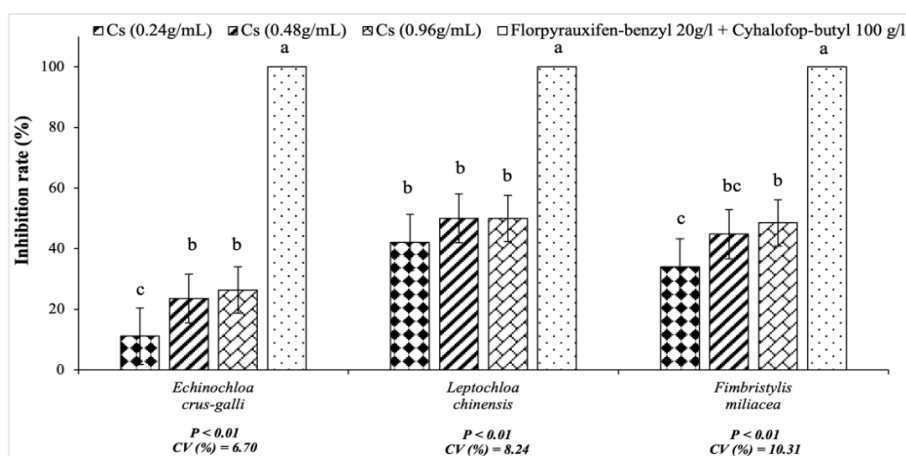 Cs (0.24g/mL) Cs (0.48g/mL) Cs (0.96g/mL) Florpyrauxifen-benzyl 20g/l + Cyhalofop-butyl 100 g/l
Inhibition rate (%)
100
80
60
40
20
0
c b b a
b b b a
c bc b a
Echinochloa
crus-galli
P < 0.01
CV (%) = 6.70
Leptochloa
chinensis
P < 0.01
CV (%) = 8.24
Fimbristylis
miliacea
P < 0.01
CV (%) = 10.31